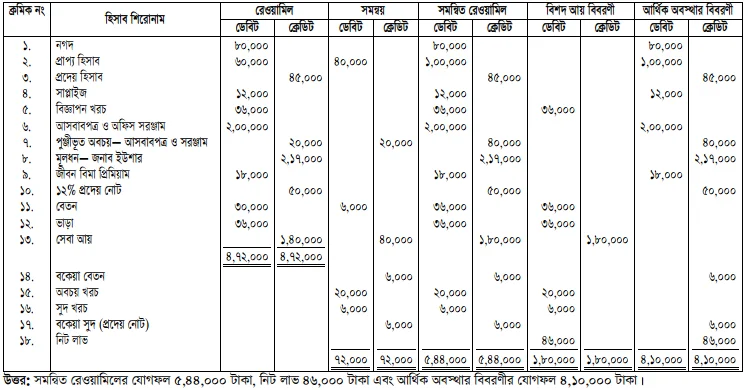 ক্রমিক নং হিসাব শিরোনাম রেওয়ামিল সমন্বয় সমন্বিত রেওয়ামিল বিশদ আয় বিবরণী আর্থিক অবস্থার বিবরণী
ডেবিট ক্রেডিট ডেবিট ক্রেডিট ডেবিট ক্রেডিট ডেবিট ক্রেডিট ডেবিট ক্রেডিট
১. নগদ ৮০,০০০ ৮০,০০০ ৮০,০০০
২. প্রাপ্য হিসাব ৬০,০০০ ৪০,০০০ ১,০০,০০০ ১,০০,০০০
৩. প্রদেয় হিসাব ৪৫,০০০ ৪৫,০০০ ৪৫,০০০
৪. সাপ্লাইজ ১২,০০০ ১২,০০০ ১২,০০০
৫. বিজ্ঞাপন খরচ ৩৬,০০০ ৩৬,০০০ ৩৬,০০০
৬. আসবাবপত্র ও অফিস সরঞ্জাম ২,০০,০০০ ২,০০,০০০ ২,০০,০০০
৭. পুঞ্জীভূত অবচয়– আসবাবপত্র ও সরঞ্জাম ২০,০০০ ২০,০০০ ৪০,০০০ ৪০,০০০
৮. মূলধন– জনাব ইউশার ২,১৭,০০০ ২,১৭,০০০ ২,১৭,০০০
৯. জীবন বিমা প্রিমিয়াম ১৮,০০০ ১৮,০০০ ১৮,০০০
১০. ১২% প্রদেয় নোট ৫০,০০০ ৫০,০০০ ৫০,০০০
১১. বেতন ৩০,০০০ ৬,০০০ ৩৬,০০০ ৩৬,০০০
১২. ভাড়া ৩৬,০০০ ৩৬,০০০ ৩৬,০০০
১৩. সেবা আয় ১,৪০,০০০ ৪০,০০০ ১,৮০,০০০ ১,৮০,০০০
৪,৭২,০০০ ৪,৭২,০০০
১৪. বকেয়া বেতন ৬,০০০ ৬,০০০ ৬,০০০
১৫. অবচয় খরচ ২০,০০০ ২০,০০০ ২০,০০০
১৬. সুদ খরচ ৬,০০০ ৬,০০০ ৬,০০০
১৭. বকেয়া সুদ (প্রদেয় নোট) ৬,০০০ ৬,০০০ ৬,০০০
১৮. নিট লাভ ৪৬,০০০ ৪৬,০০০
৭২,০০০ ৭২,০০০ ৫,৪৪,০০০ ৫,৪৪,০০০ ১,৮০,০০০ ১,৮০,০০০ ৪,১০,০০০ ৪,১০,০০০
উত্তর: সমন্বিত রেওয়ামিলের যোগফল ৫,৪৪,০০০ টাকা, নিট লাভ ৪৬,০০০ টাকা এবং আর্থিক অবস্থার বিবরণীর যোগফল ৪,১০,০০০ টাকা।